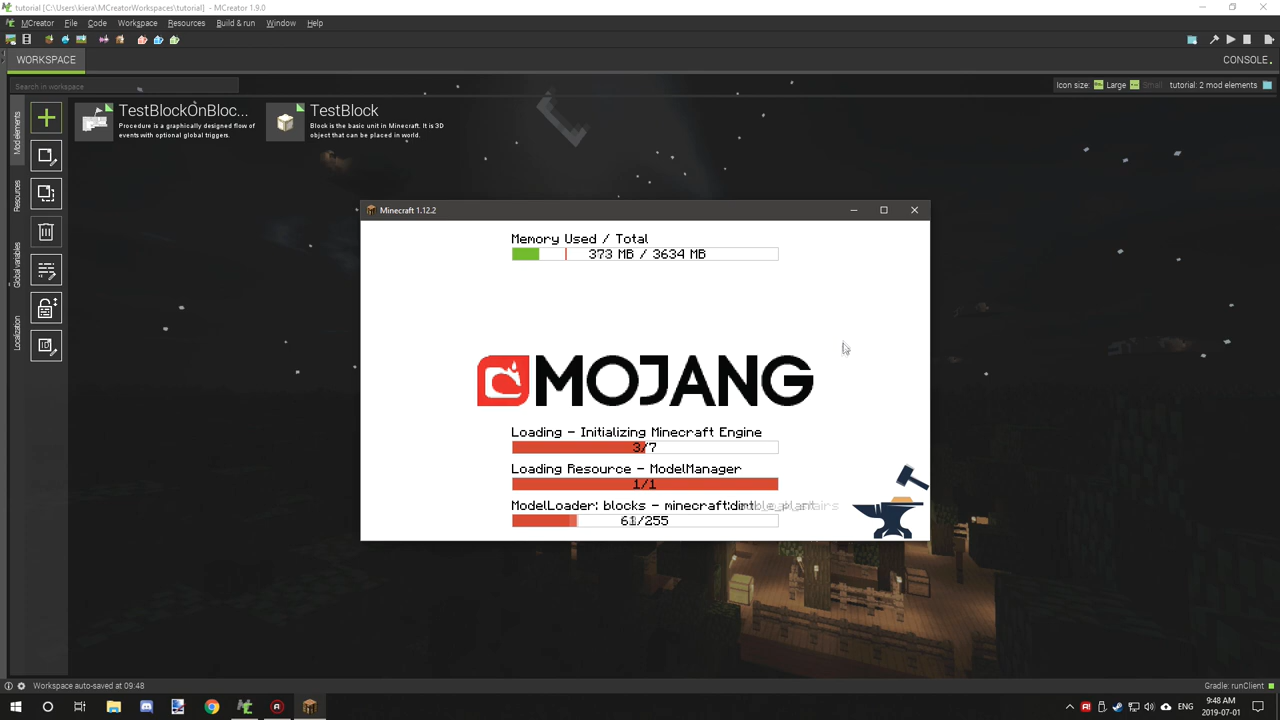 tutorial [C:\Users\kiera\MCreatorWorkspaces\tutorial] - MCreator 1.9.0
MCreator File Code Workspace Resources Build & run Window Help
WORKSPACE
CONSOLE
Search in workspace
Icon size: Large Small tutorial: 2 mod elements
Mod elements
Resources
Global variables
Localization
TestBlockOnBloc...
Procedure is a graphically designed flow of
events with optional global triggers.
TestBlock
Block is the basic unit in Minecraft. It is 3D
object that can be placed in world.
Minecraft 1.12.2
Memory Used / Total
373 MB / 3634 MB
MOJANG
Loading - Initializing Minecraft Engine
3/7
Loading Resource - ModelManager
1/1
ModelLoader: blocks - minecraft:
61/255
Workspace auto-saved at 09:48
Gradle: runClient
ENG
9:48 AM
2019-07-01